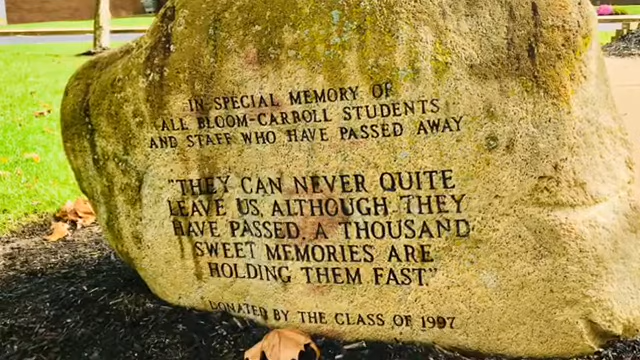 IN SPECIAL MEMORY OF
ALL BLOOM-CARROLL STUDENTS
AND STAFF WHO HAVE PASSED AWAY
"THEY CAN NEVER QUITE
LEAVE US, ALTHOUGH THEY
HAVE PASSED, A THOUSAND
SWEET MEMORIES ARE
HOLDING THEM FAST."
DONATED BY THE CLASS OF 1997